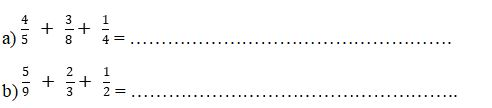 a) 4/5 + 3/8 + 1/4 = ……………………………………………………
b) 5/9 + 2/3 + 1/2 = …………………………………………………….